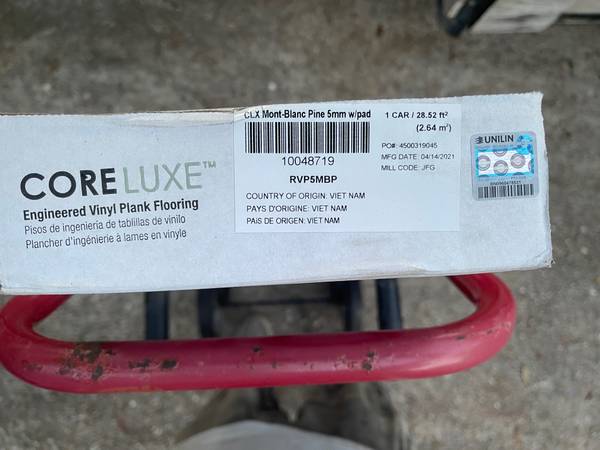 CLX Mont-Blanc Pine 5mm w/pad
10048719
RVP5MBP
COUNTRY OF ORIGIN: VIET NAM
PAYS D'ORIGINE: VIET NAM
PAíS DE ORIGEN: VIET NAM
1 CAR / 28.52 ft²
(2.64 m²)
PO#: 4500319045
MFG DATE: 04/14/2021
MILL CODE: JFG
UNILIN
CORELUXE™
Engineered Vinyl Plank Flooring
Pisos de ingeniería de tablillas de vinilo
Plancher d'ingénierie à lames en vinyle